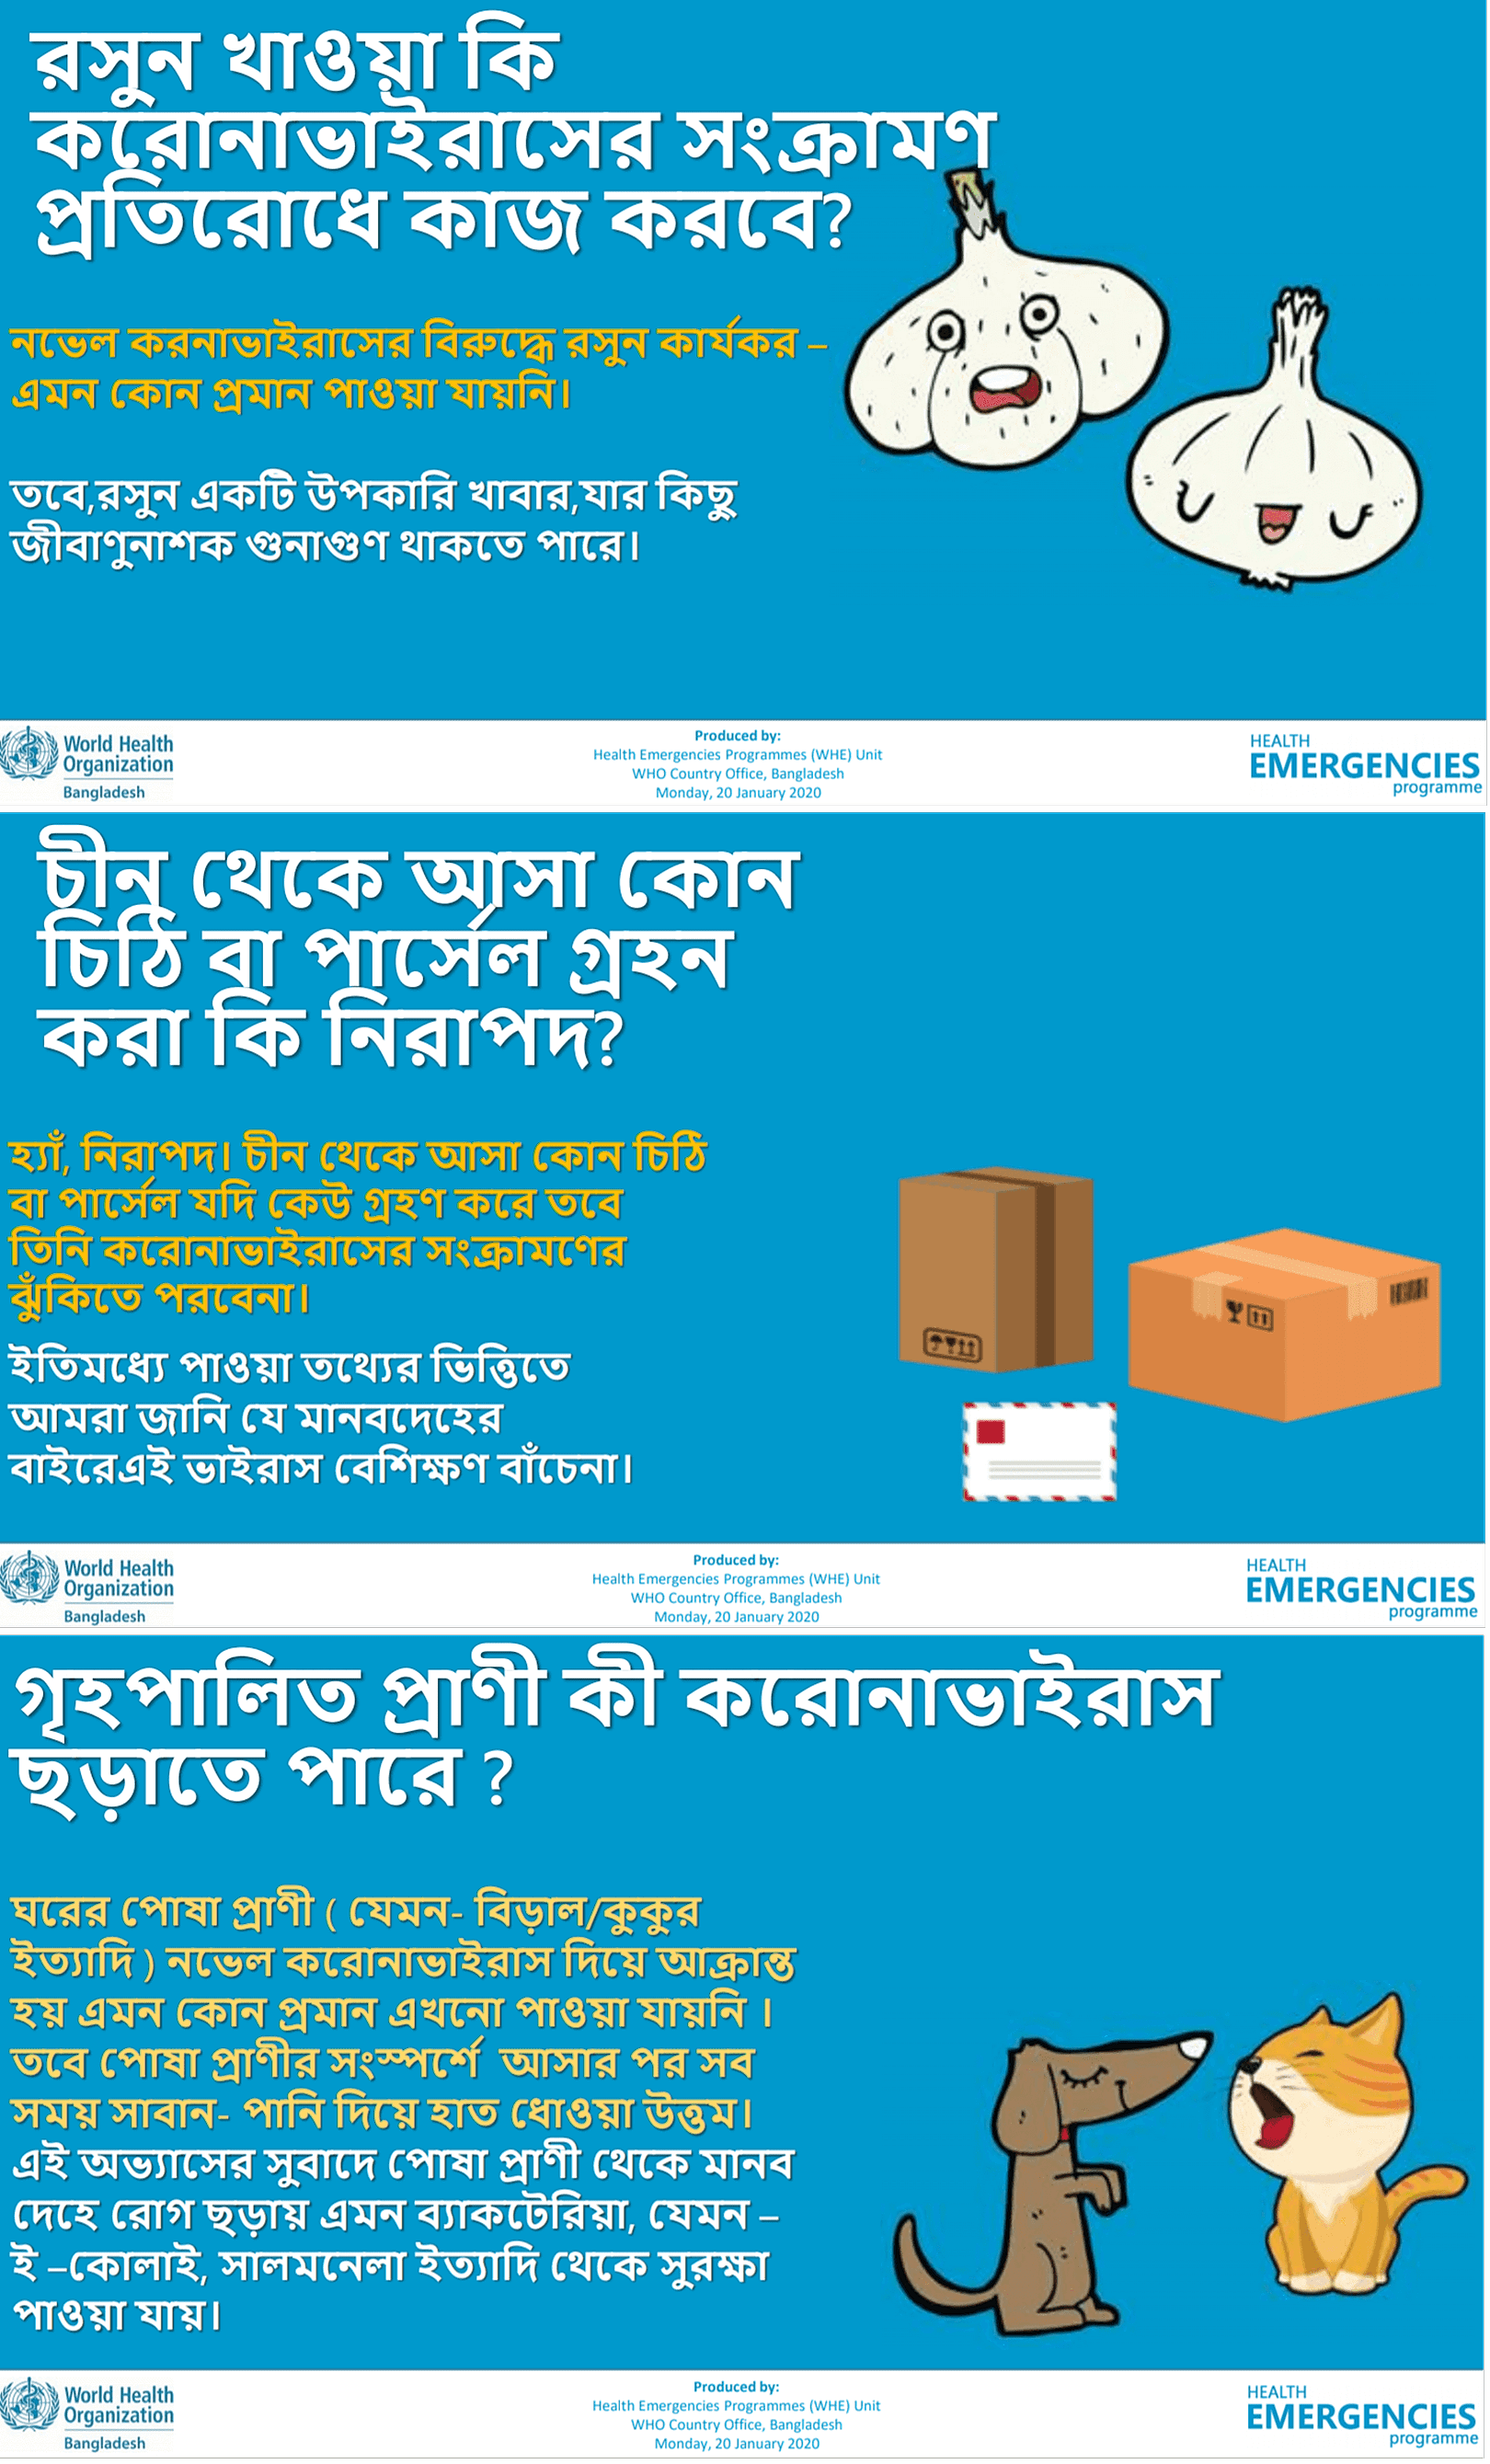 রসুন খাওয়া কি
করোনাভাইরাসের সংক্রামণ
প্রতিরোধে কাজ করবে?
নভেল করনাভাইরাসের বিরুদ্ধে রসুন কার্যকর –
এমন কোন প্রমান পাওয়া যায়নি।
তবে,রসুন একটি উপকারি খাবার,যার কিছু
জীবাণুনাশক গুনাগুণ থাকতে পারে।
World Health
Organization
Bangladesh
Produced by:
Health Emergencies Programmes (WHE) Unit
WHO Country Office, Bangladesh
Monday, 20 January 2020
HEALTH
EMERGENCIES
programme
চীন থেকে আসা কোন
চিঠি বা পার্সেল গ্রহন
করা কি নিরাপদ?
হ্যাঁ, নিরাপদ। চীন থেকে আসা কোন চিঠি
বা পার্সেল যদি কেউ গ্রহণ করে তবে
তিনি করোনাভাইরাসের সংক্রামণের
ঝুঁকিতে পরবেনা।
ইতিমধ্যে পাওয়া তথ্যের ভিত্তিতে
আমরা জানি যে মানবদেহের
বাইরেএই ভাইরাস বেশিক্ষণ বাঁচেনা।
World Health
Organization
Bangladesh
Produced by:
Health Emergencies Programmes (WHE) Unit
WHO Country Office, Bangladesh
Monday, 20 January 2020
HEALTH
EMERGENCIES
programme
গৃহপালিত প্রাণী কী করোনাভাইরাস
ছড়াতে পারে ?
ঘরের পোষা প্রাণী ( যেমন- বিড়াল/কুকুর
ইত্যাদি ) নভেল করোনাভাইরাস দিয়ে আক্রান্ত
হয় এমন কোন প্রমান এখনো পাওয়া যায়নি ।
তবে পোষা প্রাণীর সংস্পর্শে আসার পর সব
সময় সাবান- পানি দিয়ে হাত ধোওয়া উত্তম।
এই অভ্যাসের সুবাদে পোষা প্রাণী থেকে মানব
দেহে রোগ ছড়ায় এমন ব্যাকটেরিয়া, যেমন –
ই –কোলাই, সালমনেলা ইত্যাদি থেকে সুরক্ষা
পাওয়া যায়।
World Health
Organization
Bangladesh
Produced by:
Health Emergencies Programmes (WHE) Unit
WHO Country Office, Bangladesh
Monday, 20 January 2020
HEALTH
EMERGENCIES
programme